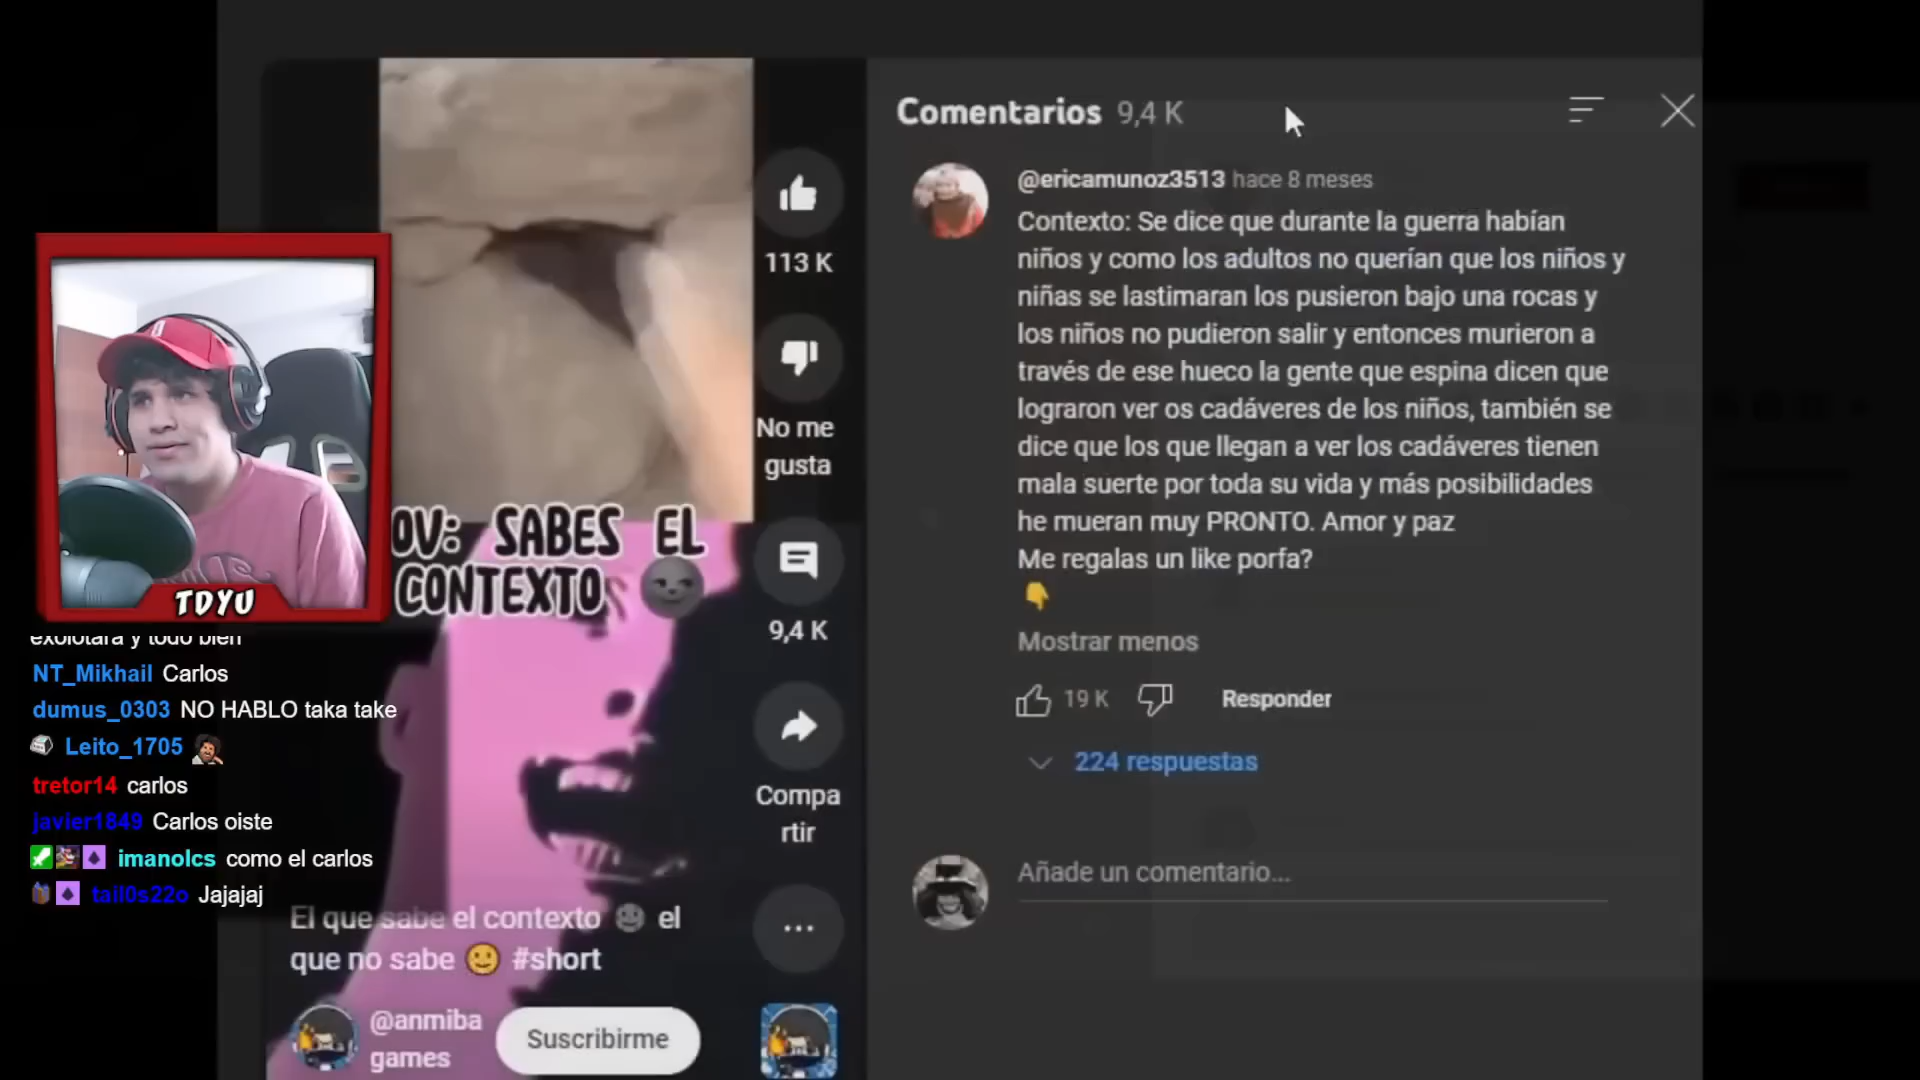 Comentarios 9,4 K
@ericamunoz3513 hace 8 meses
Contexto: Se dice que durante la guerra habían
niños y como los adultos no querían que los niños y
niñas se lastimaran los pusieron bajo una rocas y
los niños no pudieron salir y entonces murieron a
través de ese hueco la gente que espina dicen que
lograron ver os cadáveres de los niños, también se
dice que los que llegan a ver los cadáveres tienen
mala suerte por toda su vida y más posibilidades
he mueran muy PRONTO. Amor y paz
Me regalas un like porfa?
👇
Mostrar menos
19 K Responder
224 respuestas
Añade un comentario...
113 K
No me
gusta
9,4 K
Compa
rtir
OV: SABES EL
CONTEXTO 🌚
El que sabe el contexto 🌚 el
que no sabe 🙂 #short
@anmiba
games
Suscribirme
TDYU
exolotara y todo bien
NT_Mikhail Carlos
dumus_0303 NO HABLO taka take
Leito_1705
tretor14 carlos
javier1849 Carlos oiste
imanolcs como el carlos
tail0s22o Jajajaj